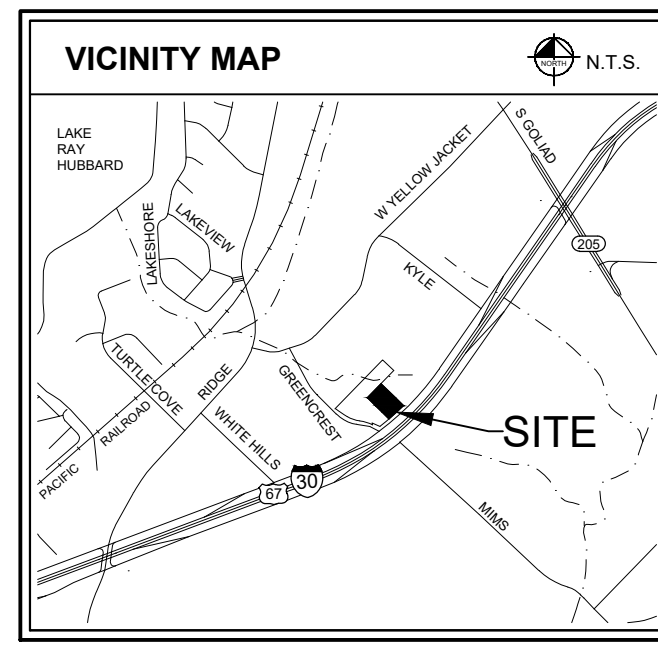 VICINITY MAP
NORTH
N.T.S.
LAKE
RAY
HUBBARD
S GOLIAD
W YELLOW JACKET
LAKESHORE
LAKEVIEW
205
KYLE
TURTLE COVE
RIDGE
GREENCREST
RAILROAD
WHITE HILLS
SITE
PACIFIC
30
67
MIMS